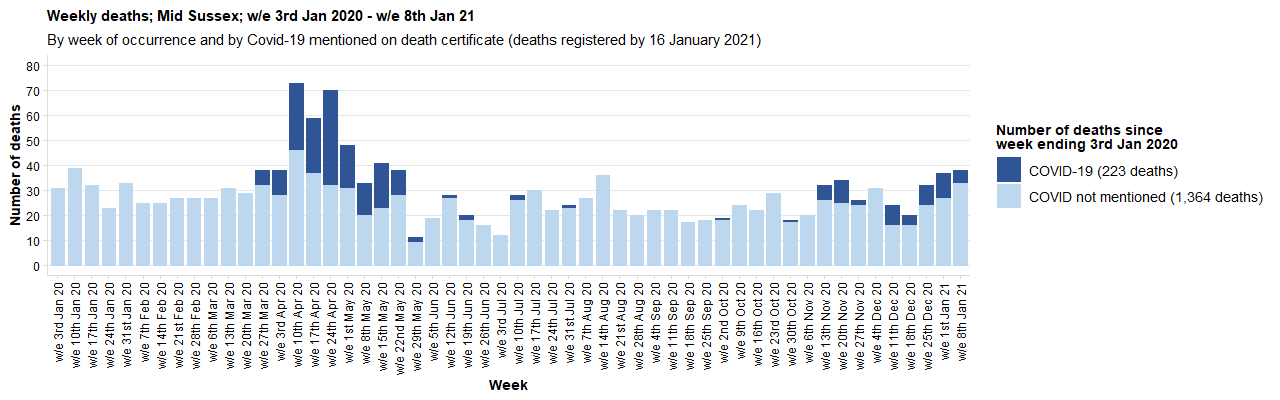 Weekly deaths; Mid Sussex; w/e 3rd Jan 2020 - w/e 8th Jan 21
By week of occurrence and by Covid-19 mentioned on death certificate (deaths registered by 16 January 2021)
Number of deaths
80
70
60
50
40
30
20
10
0
w/e 3rd Jan 20
w/e 10th Jan 20
w/e 17th Jan 20
w/e 24th Jan 20
w/e 31st Jan 20
w/e 7th Feb 20
w/e 14th Feb 20
w/e 21st Feb 20
w/e 28th Feb 20
w/e 6th Mar 20
w/e 13th Mar 20
w/e 20th Mar 20
w/e 27th Mar 20
w/e 3rd Apr 20
w/e 10th Apr 20
w/e 17th Apr 20
w/e 24th Apr 20
w/e 1st May 20
w/e 8th May 20
w/e 15th May 20
w/e 22nd May 20
w/e 29th May 20
w/e 5th Jun 20
w/e 12th Jun 20
w/e 19th Jun 20
w/e 26th Jun 20
w/e 3rd Jul 20
w/e 10th Jul 20
w/e 17th Jul 20
w/e 24th Jul 20
w/e 31st Jul 20
w/e 7th Aug 20
w/e 14th Aug 20
w/e 21st Aug 20
w/e 28th Aug 20
w/e 4th Sep 20
w/e 11th Sep 20
w/e 18th Sep 20
w/e 25th Sep 20
w/e 2nd Oct 20
w/e 9th Oct 20
w/e 16th Oct 20
w/e 23rd Oct 20
w/e 30th Oct 20
w/e 6th Nov 20
w/e 13th Nov 20
w/e 20th Nov 20
w/e 27th Nov 20
w/e 4th Dec 20
w/e 11th Dec 20
w/e 18th Dec 20
w/e 25th Dec 20
w/e 1st Jan 21
w/e 8th Jan 21
Week
Number of deaths since
week ending 3rd Jan 2020
COVID-19 (223 deaths)
COVID not mentioned (1,364 deaths)